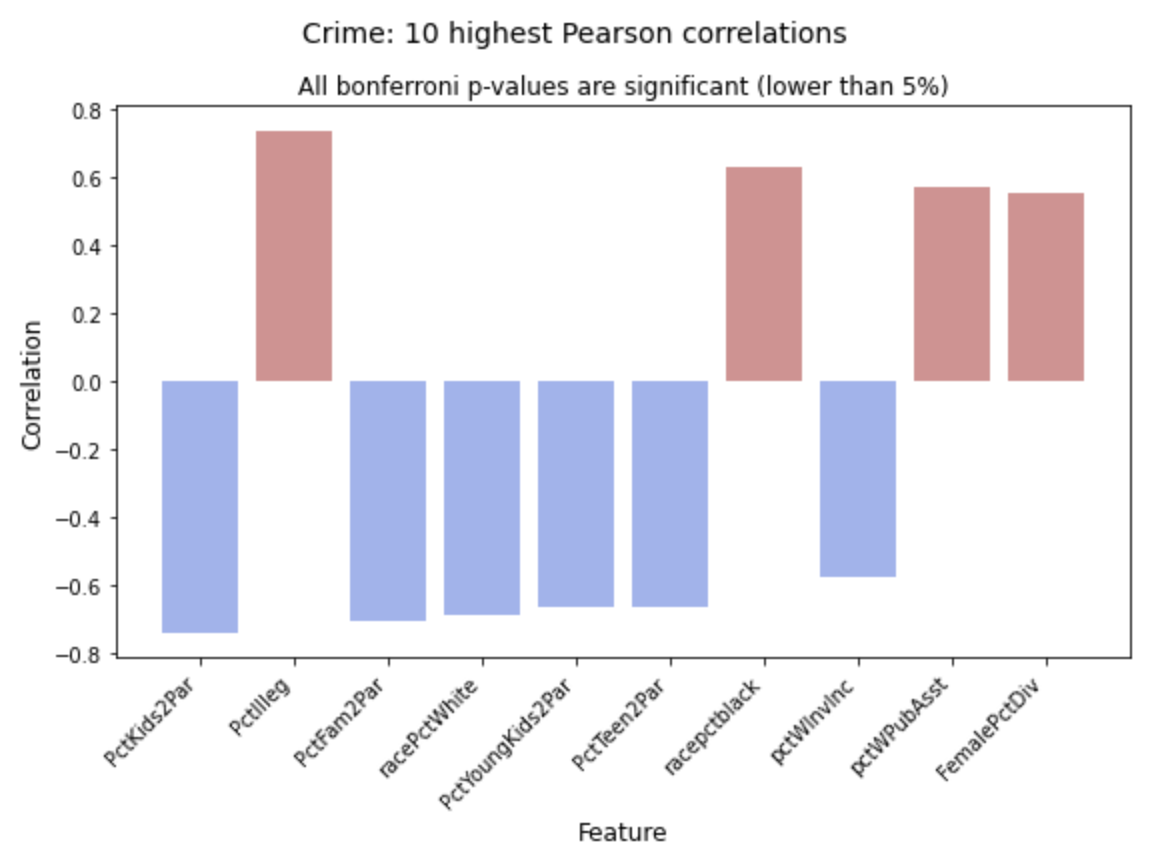 Crime: 10 highest Pearson correlations
All bonferroni p-values are significant (lower than 5%)
0.8
0.6
0.4
0.2
0.0
−0.2
−0.4
−0.6
−0.8
Correlation
PctKids2Par
PctIlleg
PctFam2Par
racePctWhite
PctYoungKids2Par
PctTeen2Par
racepctblack
pctWInvInc
pctWPubAsst
FemalePctDiv
Feature